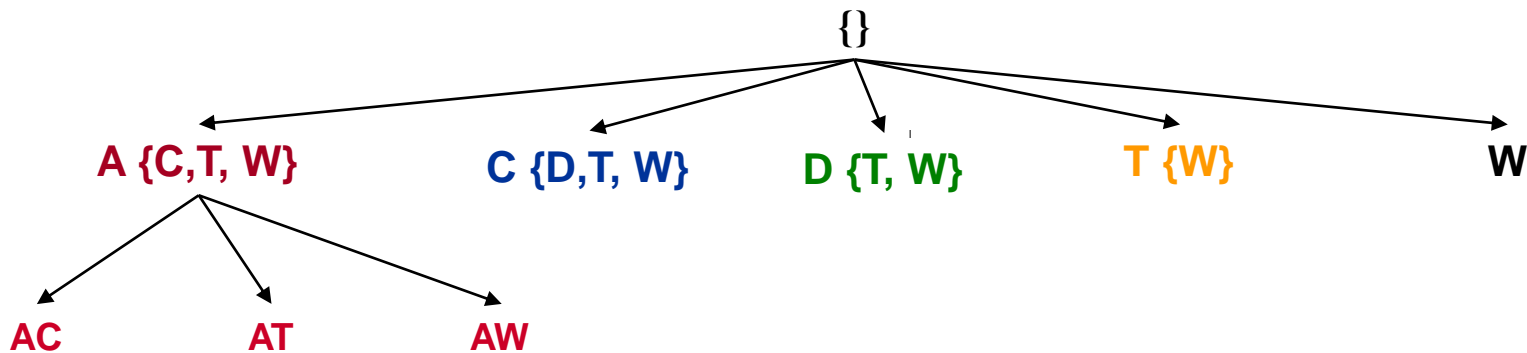 {}
A {C,T, W}
C {D,T, W}
D {T, W}
T {W}
W
AC
AT
AW